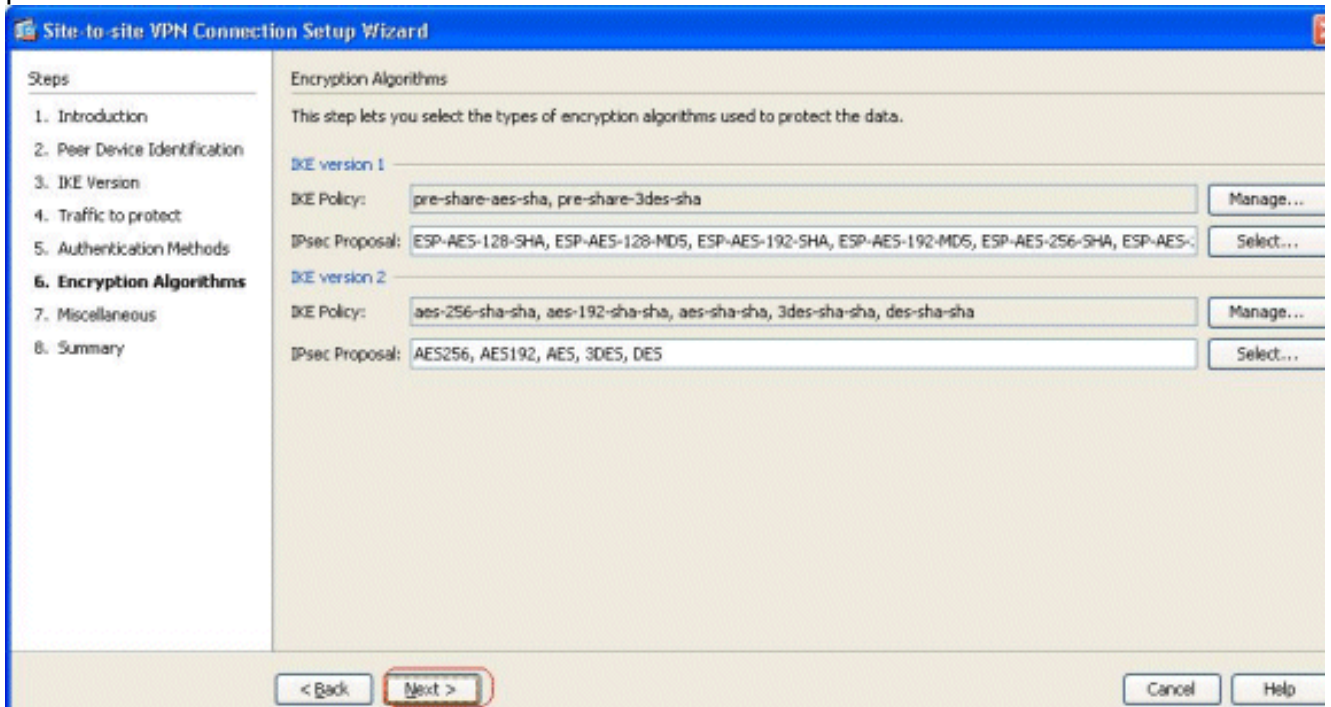 Site-to-site VPN Connection Setup Wizard
Steps
1. Introduction
2. Peer Device Identification
3. IKE Version
4. Traffic to protect
5. Authentication Methods
6. Encryption Algorithms
7. Miscellaneous
8. Summary
Encryption Algorithms
This step lets you select the types of encryption algorithms used to protect the data.
IKE version 1
IKE Policy: pre-share-aes-sha, pre-share-3des-sha Manage...
IPsec Proposal: ESP-AES-128-SHA, ESP-AES-128-MD5, ESP-AES-192-SHA, ESP-AES-192-MD5, ESP-AES-256-SHA, ESP-AES- Select...
IKE version 2
IKE Policy: aes-256-sha-sha, aes-192-sha-sha, aes-sha-sha, 3des-sha-sha, des-sha-sha Manage...
IPsec Proposal: AES256, AES192, AES, 3DES, DES Select...
< Back Next > Cancel Help